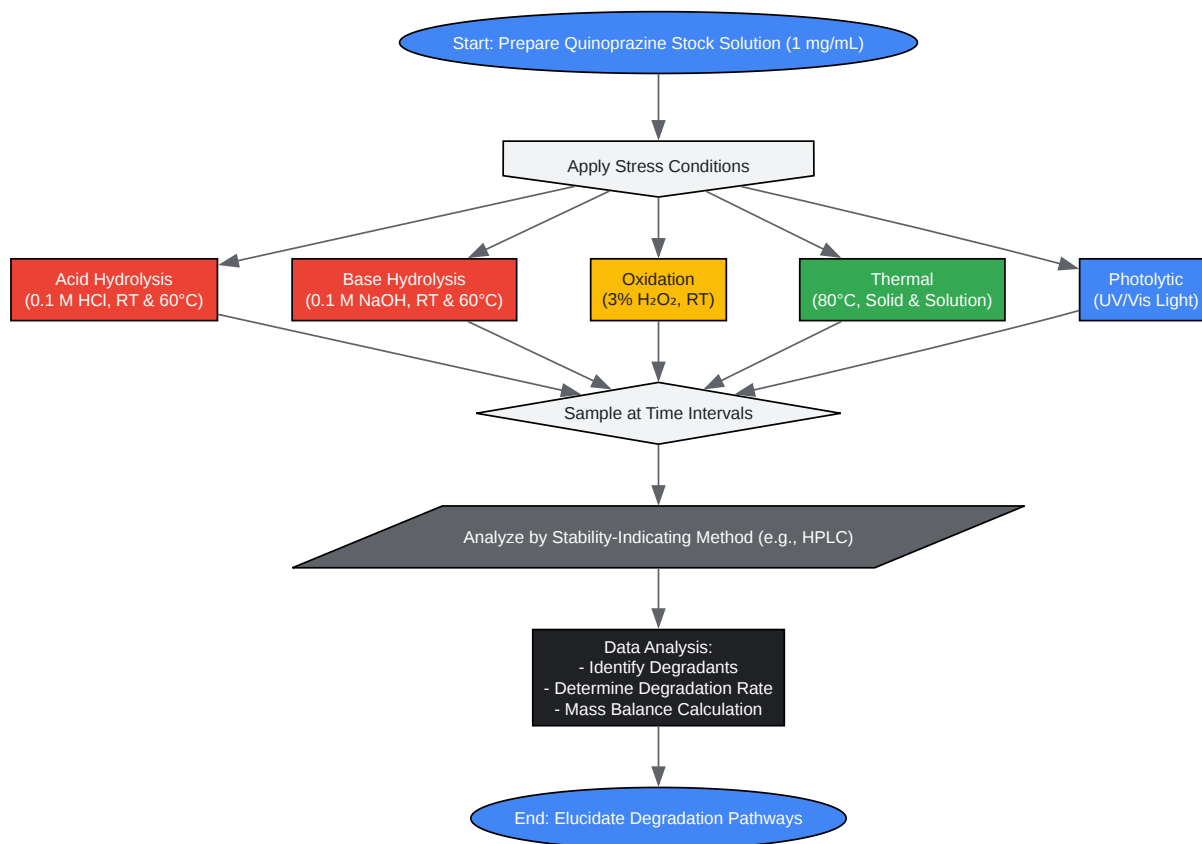 Start: Prepare Quinoprazine Stock Solution (1 mg/mL)
Apply Stress Conditions
Acid Hydrolysis
(0.1 M HCl, RT & 60°C)
Base Hydrolysis
(0.1 M NaOH, RT & 60°C)
Oxidation
(3% H₂O₂, RT)
Thermal
(80°C, Solid & Solution)
Photolytic
(UV/Vis Light)
Sample at Time Intervals
Analyze by Stability-Indicating Method (e.g., HPLC)
Data Analysis:
- Identify Degradants
- Determine Degradation Rate
- Mass Balance Calculation
End: Elucidate Degradation Pathways